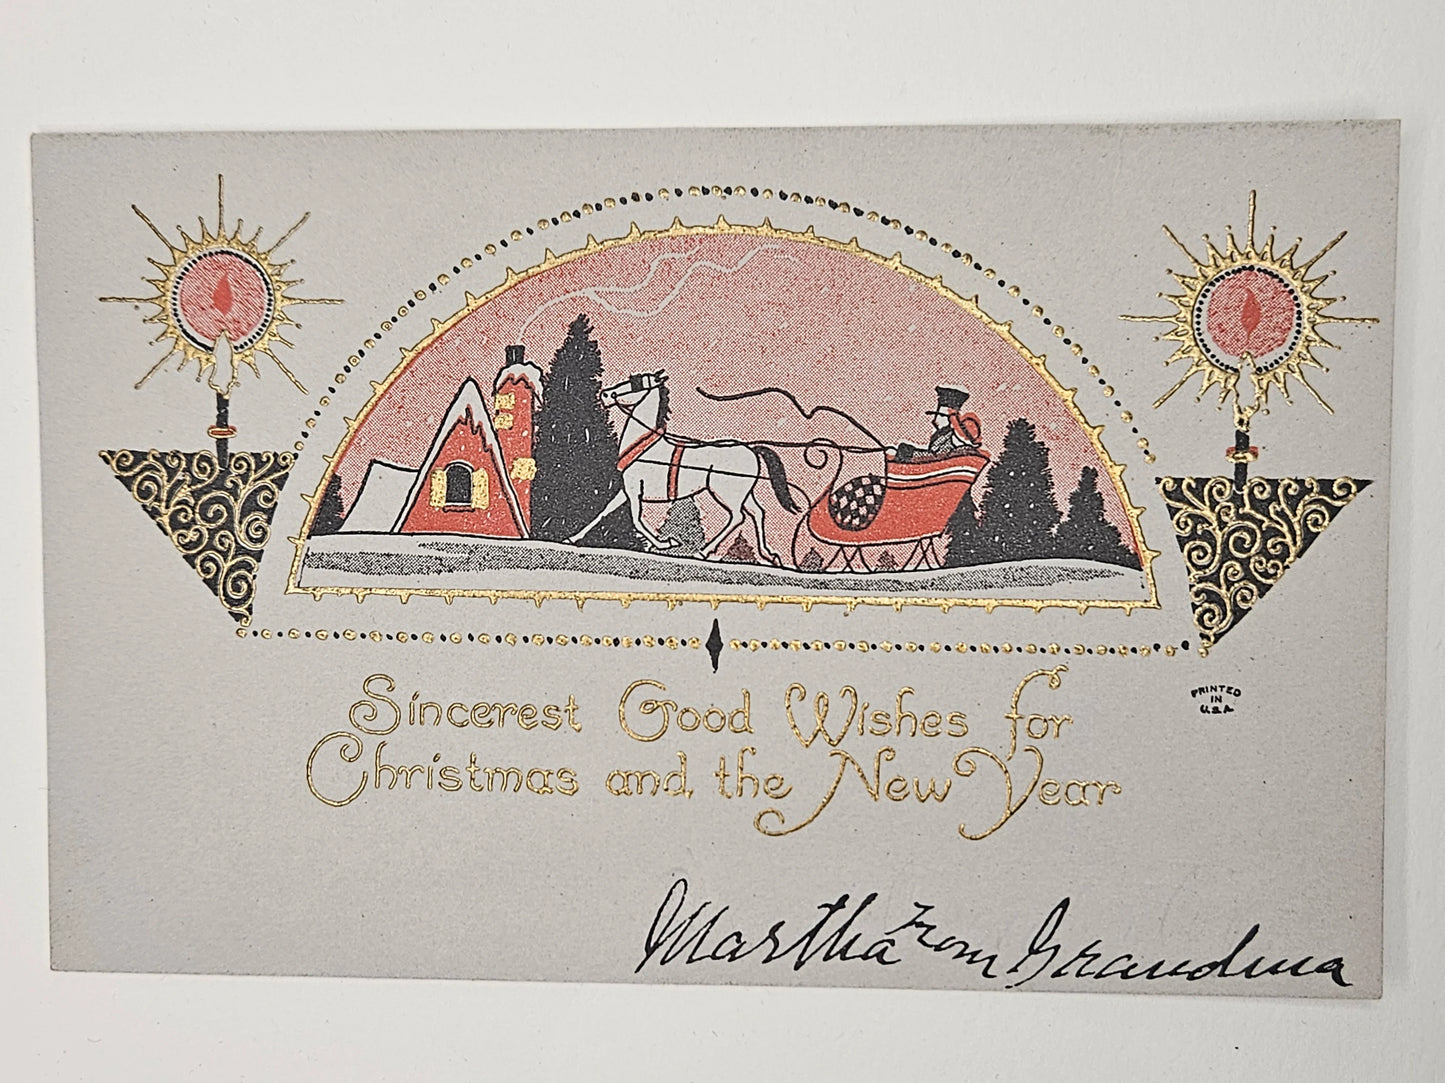 PRINTED
IN
U.S.A
Sincerest Good Wishes for
Christmas and the New Year
Martha From Grandma